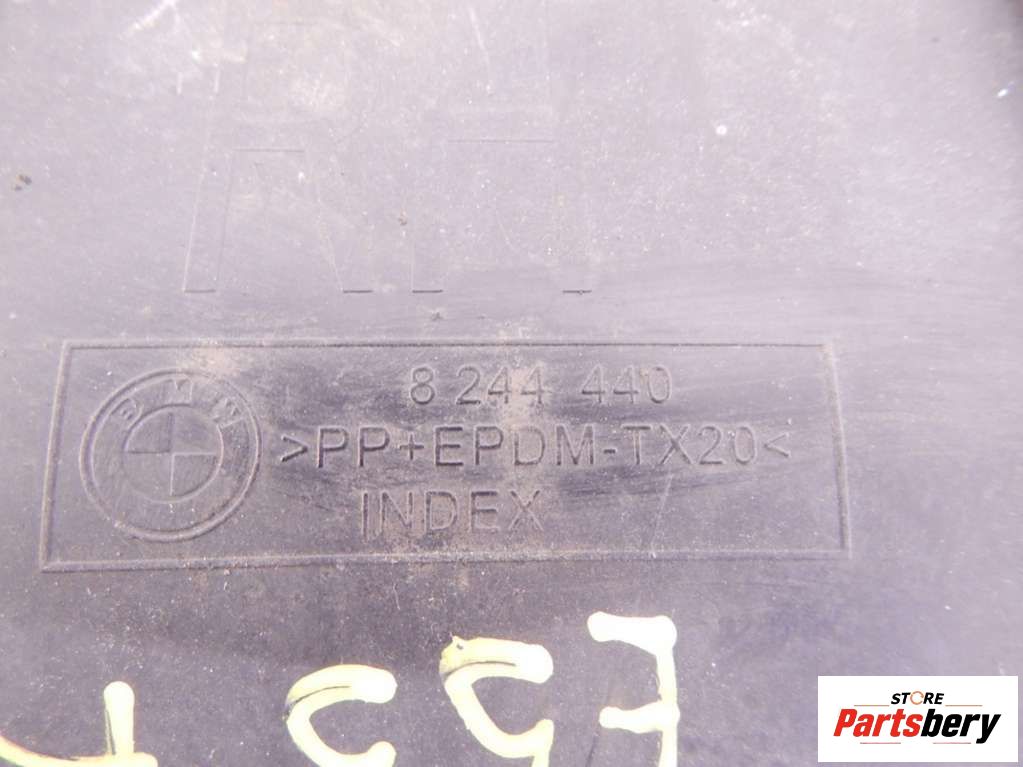 BMW
8 244 440
>PP+EPDM-TX20<
INDEX
STORE
Partsbery